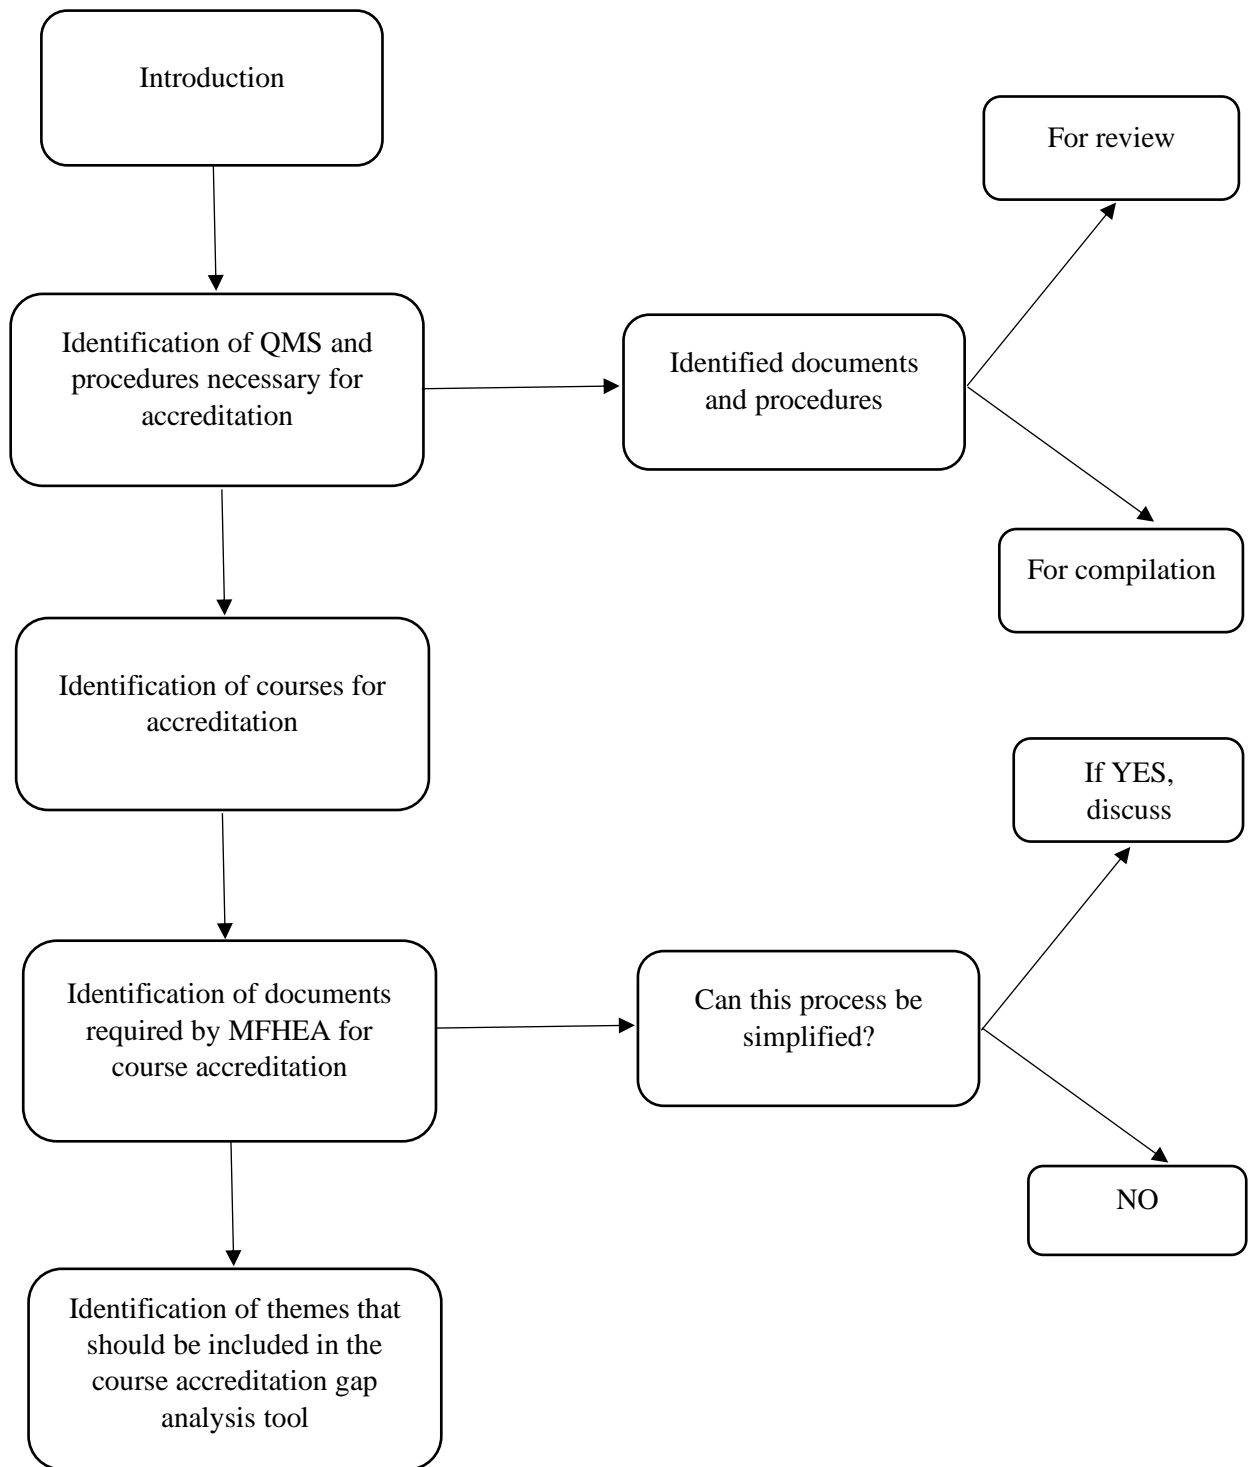 Introduction
For review
Identification of QMS and
procedures necessary for
accreditation
Identified documents
and procedures
For compilation
Identification of courses for
accreditation
If YES,
discuss
Identification of documents
required by MFHEA for
course accreditation
Can this process be
simplified?
NO
Identification of themes that
should be included in the
course accreditation gap
analysis tool